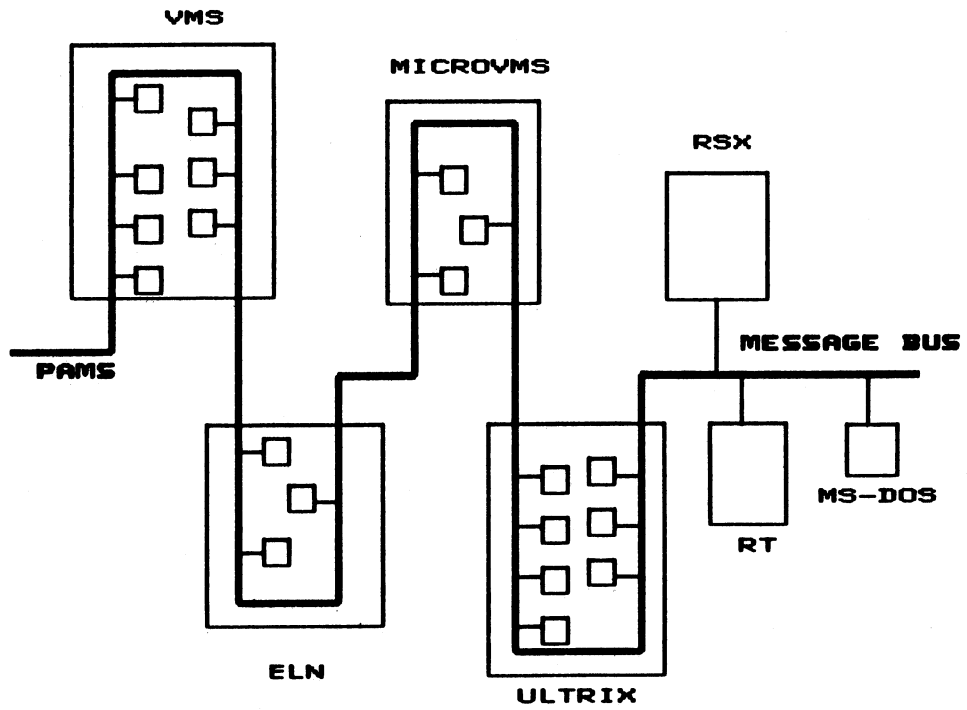 VMS
MICROVMS
RSX
MESSAGE BUS
PAMS
MS-DOS
RT
ELN
ULTRIX